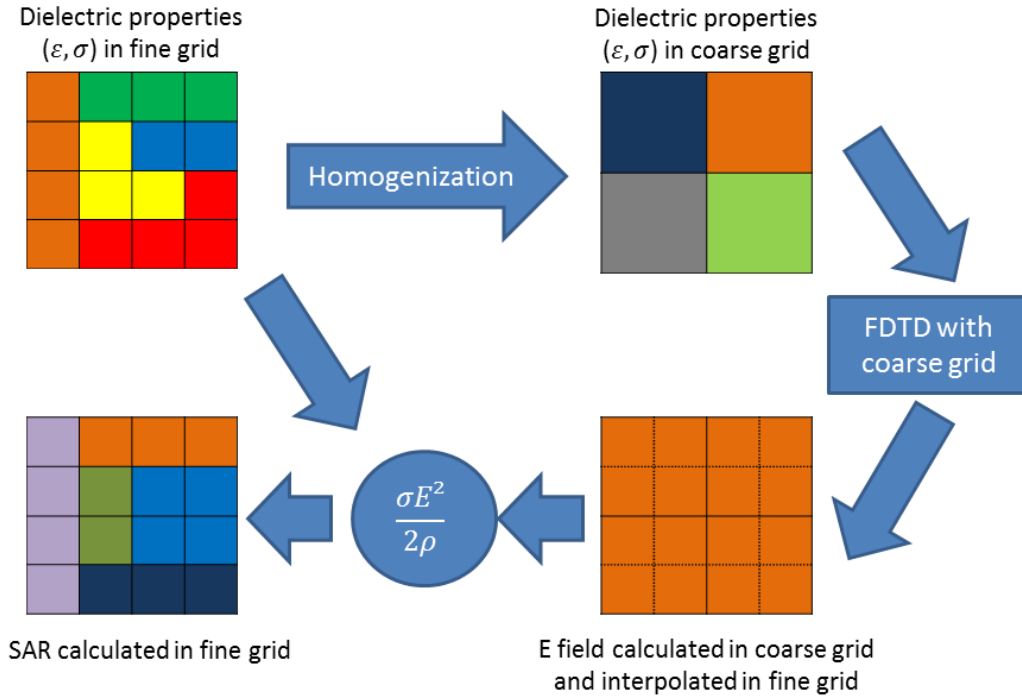 Dielectric properties
(ε, σ) in fine grid
Dielectric properties
(ε, σ) in coarse grid
Homogenization
FDTD with
coarse grid
σE²
2ρ
SAR calculated in fine grid
E field calculated in coarse grid
and interpolated in fine grid